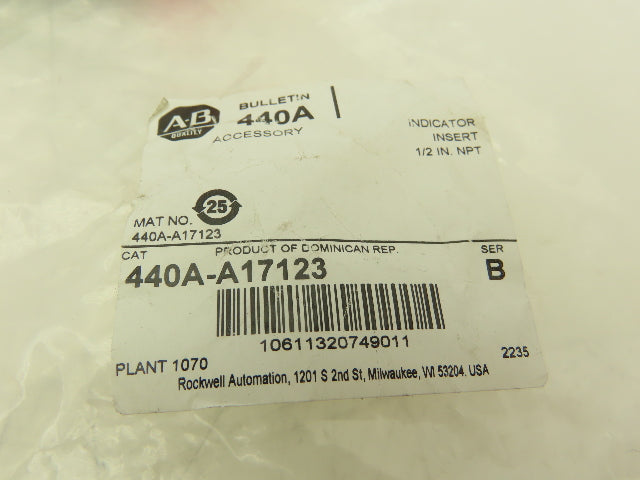 A-B
QUALITY
BULLETIN
440A
ACCESSORY
INDICATOR
INSERT
1/2 IN. NPT
25
MAT NO.
440A-A17123
CAT
PRODUCT OF DOMINICAN REP.
SER
440A-A17123
B
10611320749011
PLANT 1070
2235
Rockwell Automation, 1201 S 2nd St, Milwaukee, WI 53204. USA